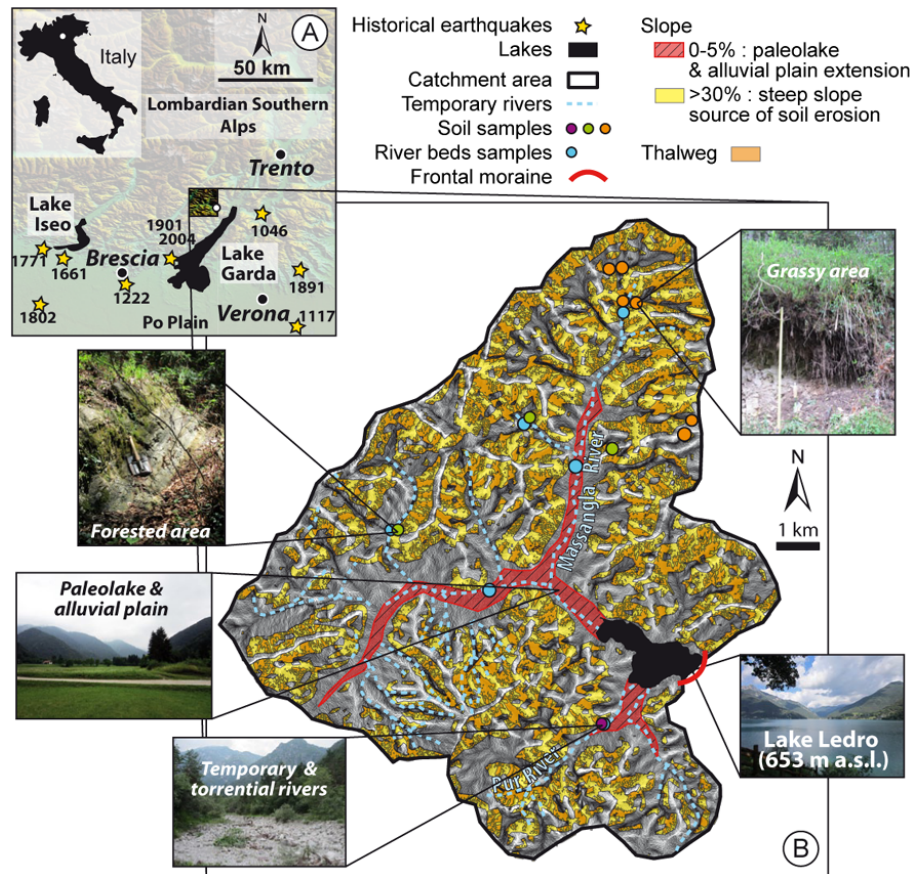 A
Italy
N
50 km
Lombardian Southern
Alps
Trento
Lake
Iseo
1901
2004
1046
Brescia
Lake
Garda
1771
1661
1222
1891
1802
Po Plain
Verona
1117
Historical earthquakes
Lakes
Catchment area
Temporary rivers
Soil samples
River beds samples
Frontal moraine
Slope
0-5% : paleolake
& alluvial plain extension
>30% : steep slope
source of soil erosion
Thalweg
Grassy area
Forested area
Massangla River
N
1 km
Paleolake &
alluvial plain
Temporary &
torrential rivers
Pur River
Lake Ledro
(653 m a.s.l.)
B